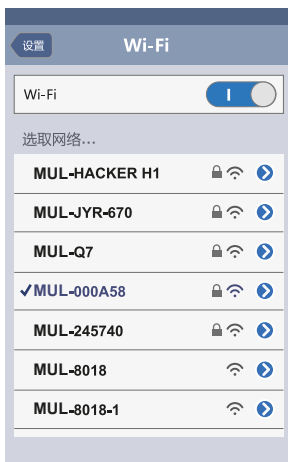 设置
Wi-Fi
Wi-Fi
选取网络...
MUL-HACKER H1
MUL-JYR-670
MUL-Q7
MUL-000A58
MUL-245740
MUL-8018
MUL-8018-1